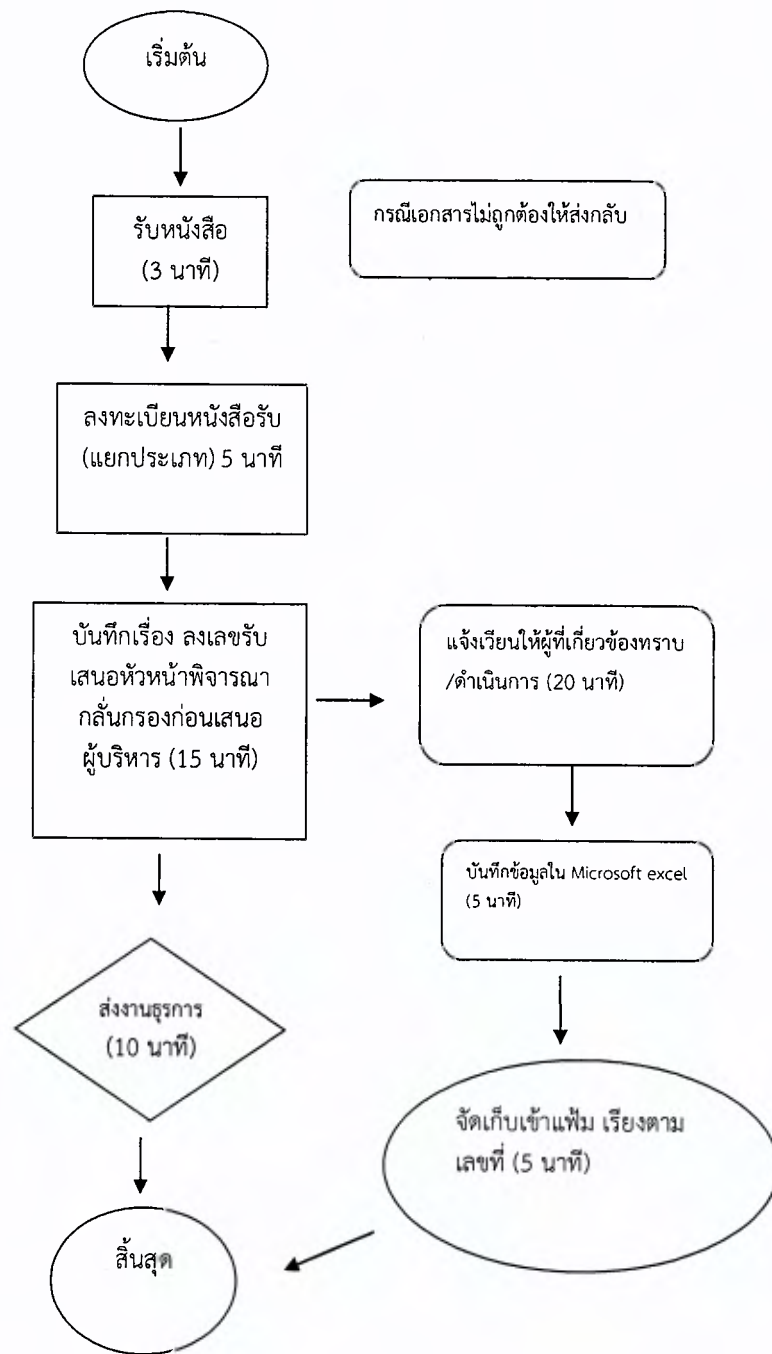 เริ่มต้น
รับหนังสือ
(3 นาที)
กรณีเอกสารไม่ถูกต้องให้ส่งกลับ
ลงทะเบียนหนังสือรับ
(แยกประเภท) 5 นาที
บันทึกเรื่อง ลงเลขรับ
เสนอหัวหน้าพิจารณา
กลั่นกรองก่อนเสนอ
ผู้บริหาร (15 นาที)
แจ้งเวียนให้ผู้ที่เกี่ยวข้องทราบ
/ดำเนินการ (20 นาที)
บันทึกข้อมูลใน Microsoft excel
(5 นาที)
ส่งงานธุรการ
(10 นาที)
จัดเก็บเข้าแฟ้ม เรียงตาม
เลขที่ (5 นาที)
สิ้นสุด